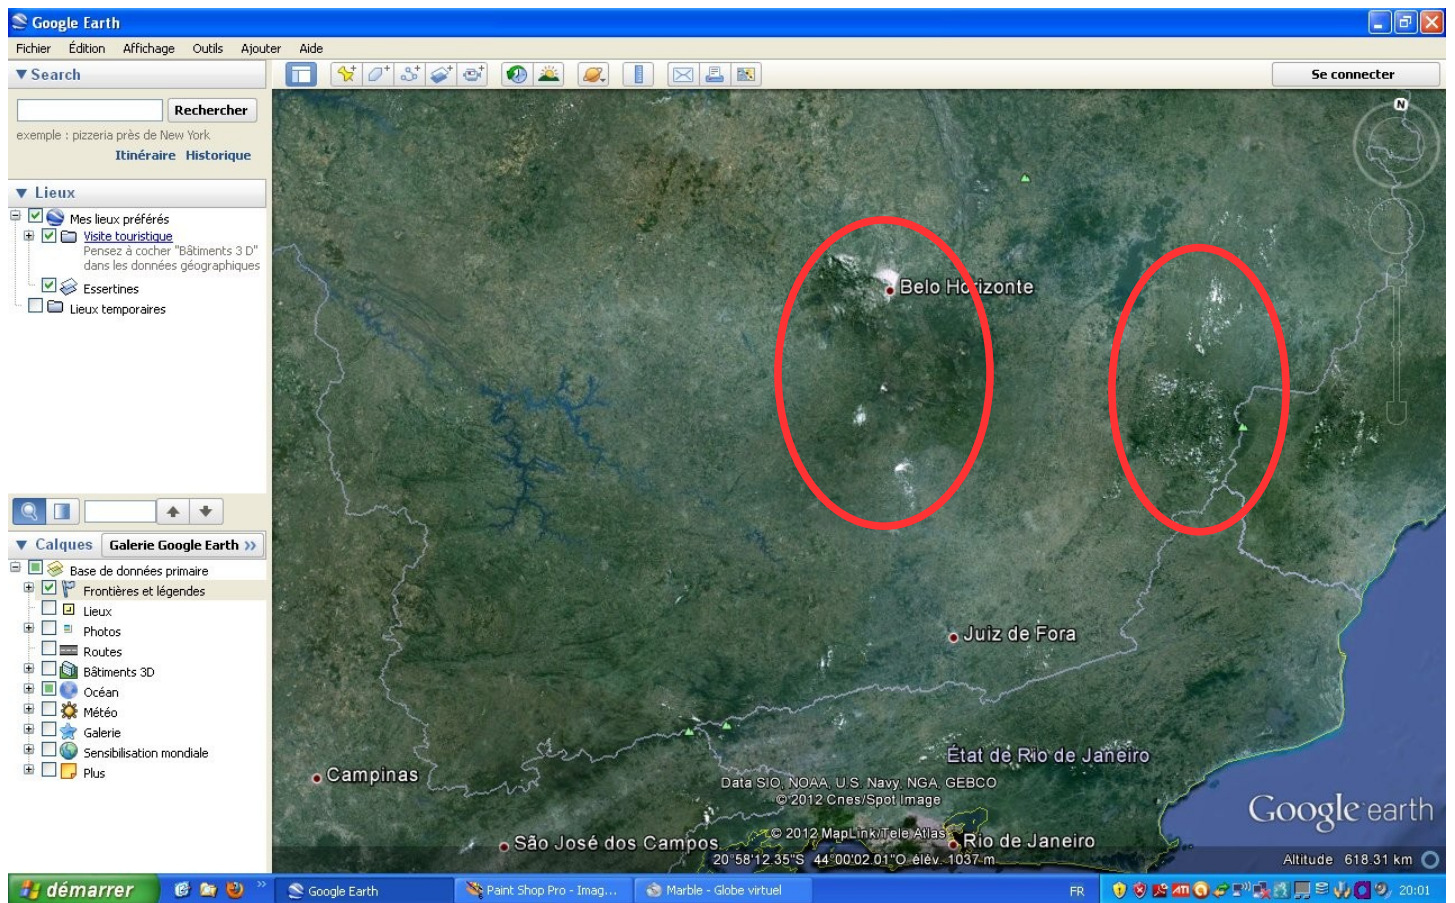 Google Earth
Fichier Édition Affichage Outils Ajouter Aide
Search
Se connecter
Rechercher
exemple : pizzeria près de New York
Itinéraire Historique
Lieux
Mes lieux préférés
Visite touristique
Pensez à cocher "Bâtiments 3 D"
dans les données géographiques
Essertines
Lieux temporaires
Calques
Galerie Google Earth >>
Base de données primaire
Frontières et légendes
Lieux
Photos
Routes
Bâtiments 3D
Océan
Météo
Galerie
Sensibilisation mondiale
Plus
N
Belo Horizonte
Juiz de Fora
État de Rio de Janeiro
Campinas
Data SIO, NOAA, U.S. Navy, NGA, GEBCO
© 2012 Cnes/Spot Image
Google earth
© 2012 MapLink/Tele Atlas
Rio de Janeiro
São José dos Campos
20°58'12.35"S 44°00'02.01"O élév. 1037 m
Altitude 618.31 km
démarrer
Google Earth
Paint Shop Pro - Imag...
Marble - Globe virtuel
FR
20:01